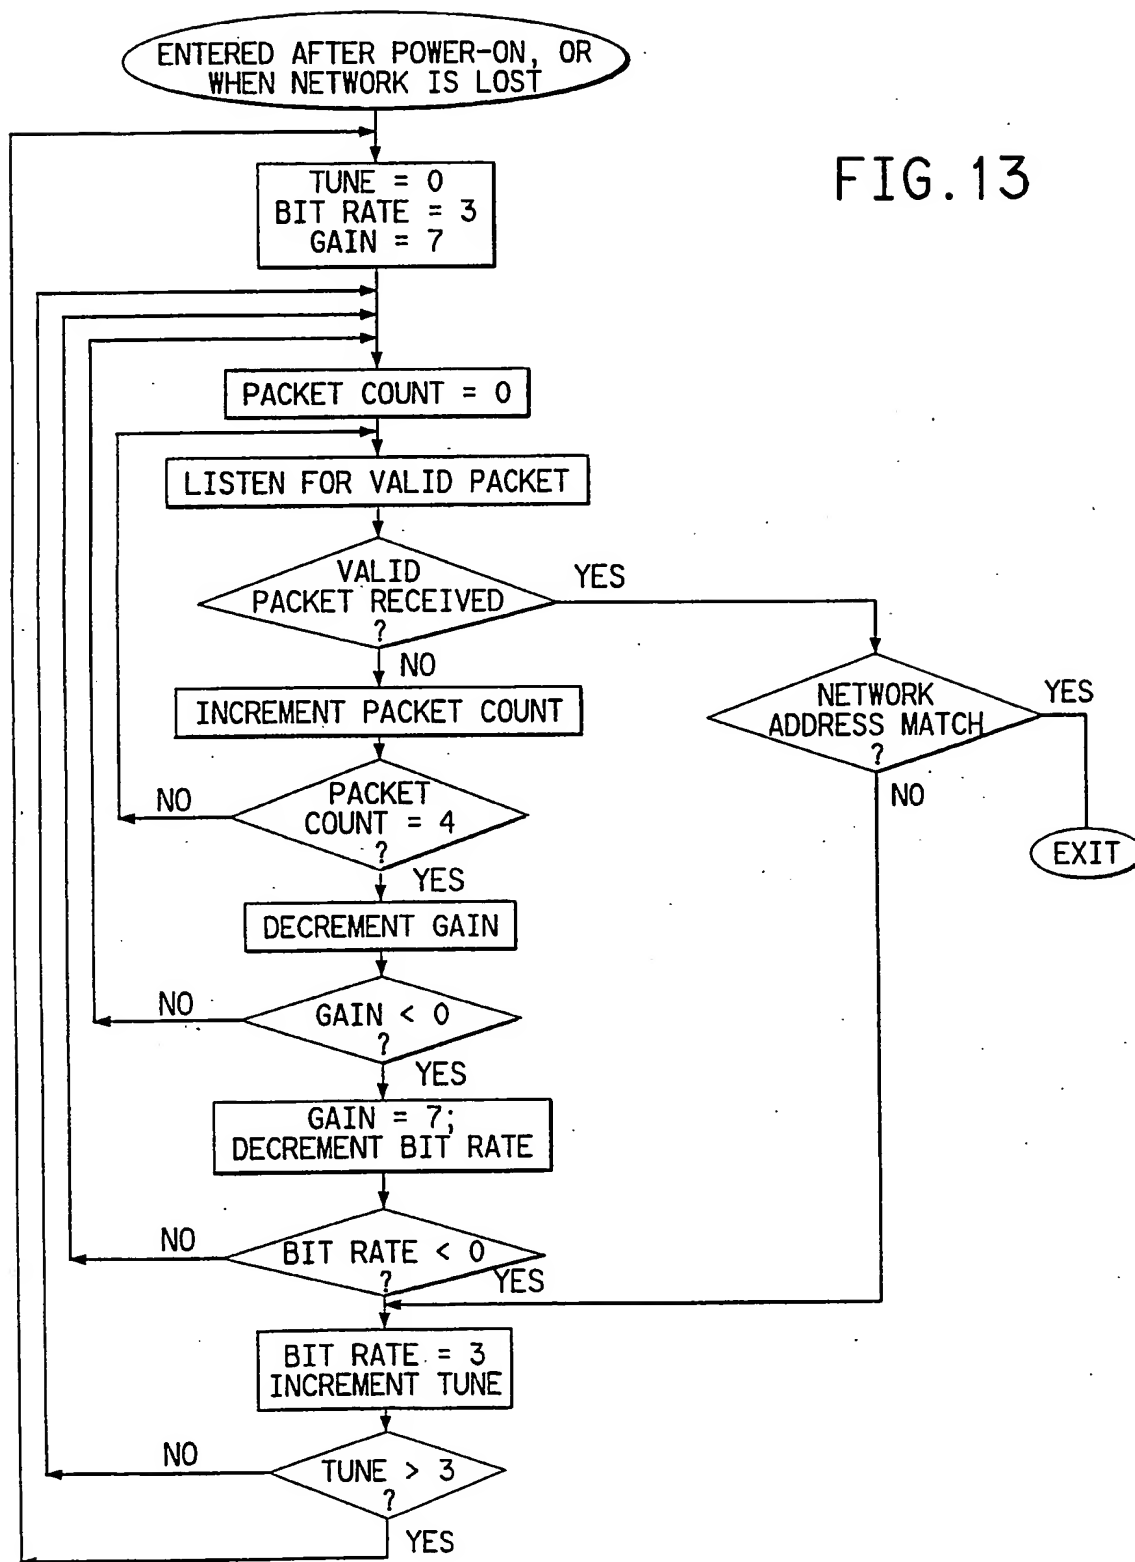 ENTERED AFTER POWER-ON, OR
WHEN NETWORK IS LOST
FIG.13
TUNE = 0
BIT RATE = 3
GAIN = 7
PACKET COUNT = 0
LISTEN FOR VALID PACKET
VALID
PACKET RECEIVED
?
YES
NO
NETWORK
ADDRESS MATCH
?
YES
NO
EXIT
INCREMENT PACKET COUNT
PACKET
COUNT = 4
?
NO
YES
DECREMENT GAIN
GAIN < 0
?
NO
YES
GAIN = 7;
DECREMENT BIT RATE
BIT RATE < 0
?
NO
YES
BIT RATE = 3
INCREMENT TUNE
TUNE > 3
?
NO
YES